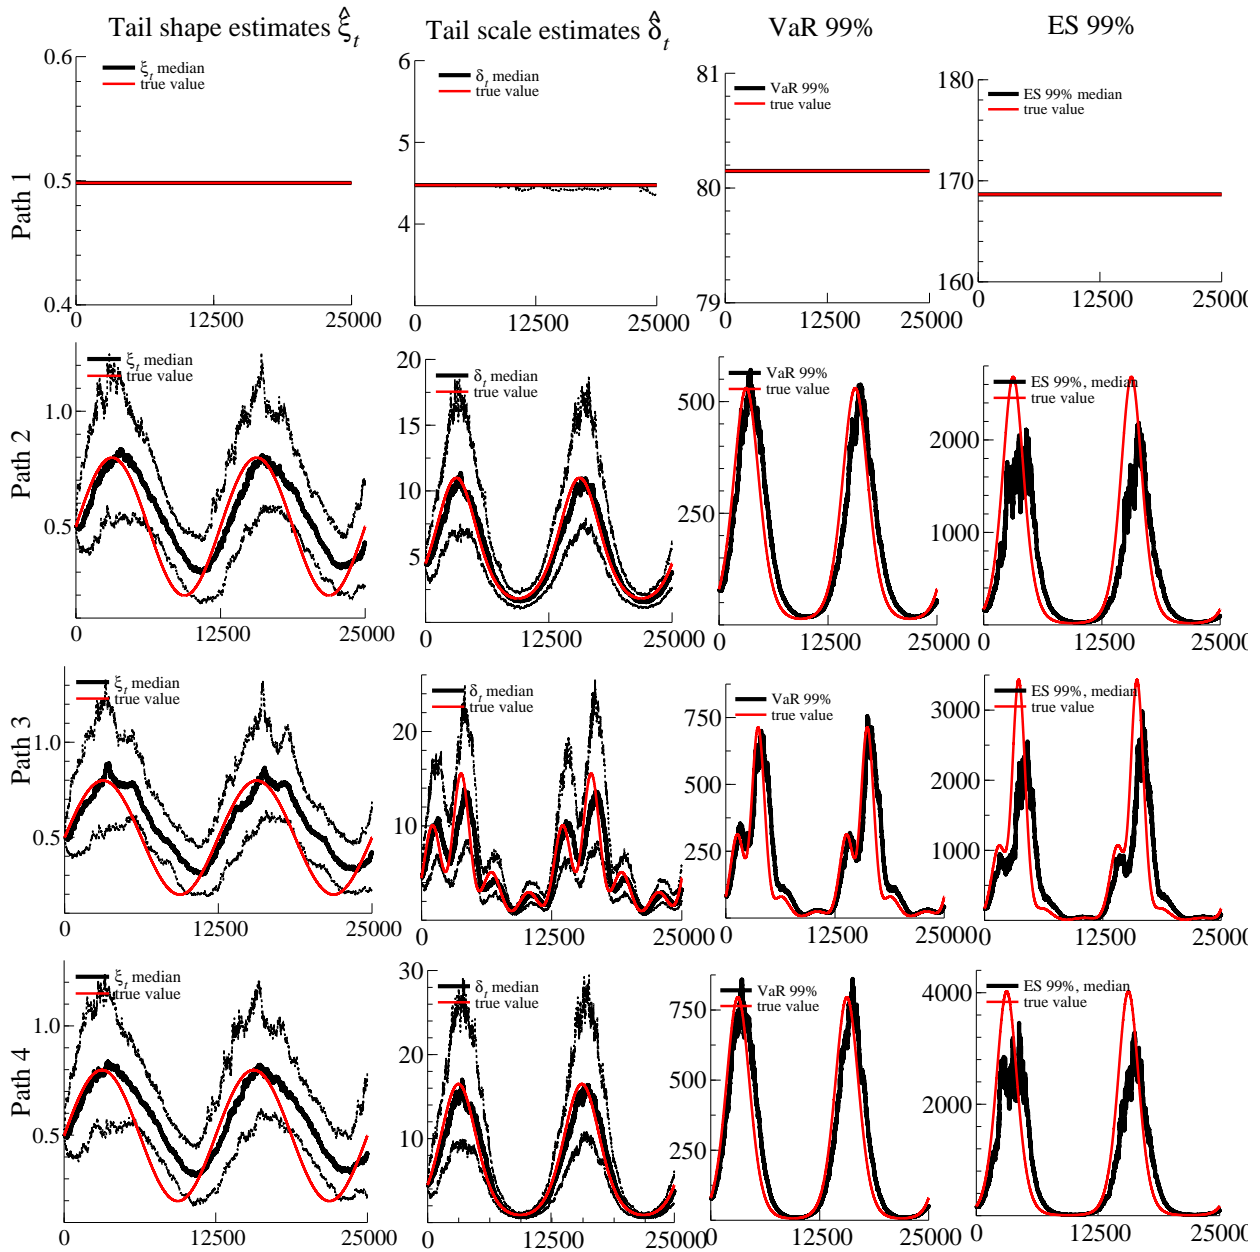 Tail shape estimates ξ̂t
Tail scale estimates δ̂t
VaR 99%
ES 99%
Path 1
0.6
0.5
0.4
ξt median
true value
0 12500 25000
6
5
4
δt median
true value
0 12500 25000
81
80
79
VaR 99%
true value
0 12500 25000
180
170
160
ES 99% median
true value
0 12500 25000
Path 2
1.0
0.5
ξt median
true value
0 12500 25000
20
15
10
5
δt median
true value
0 12500 25000
500
250
VaR 99%
true value
0 12500 25000
2000
1000
ES 99%, median
true value
0 12500 25000
Path 3
1.0
0.5
ξt median
true value
0 12500 25000
20
10
δt median
true value
0 12500 25000
750
500
250
VaR 99%
true value
0 12500 25000
3000
2000
1000
ES 99%, median
true value
0 12500 25000
Path 4
1.0
0.5
ξt median
true value
0 12500 25000
30
20
10
δt median
true value
0 12500 25000
750
500
250
VaR 99%
true value
0 12500 25000
4000
2000
ES 99%, median
true value
0 12500 25000